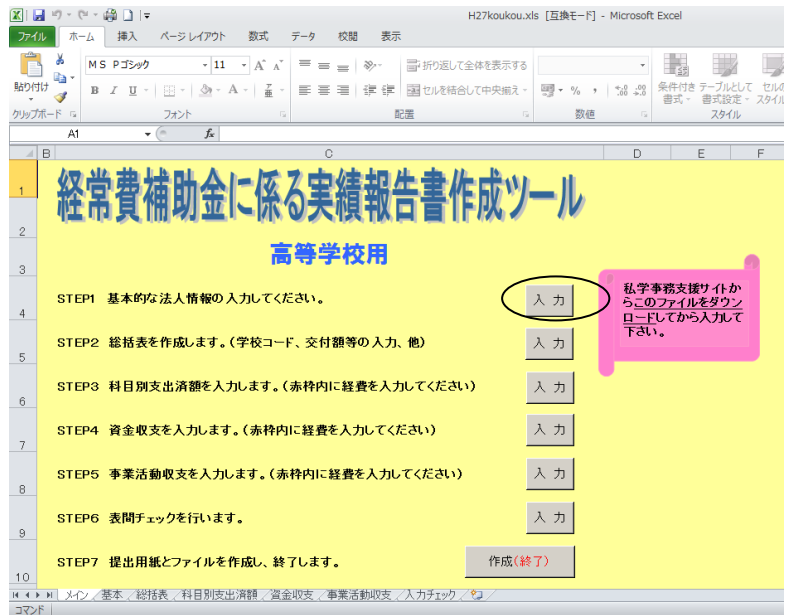 H27koukou.xls [互換モード] - Microsoft Excel
ファイル ホーム 挿入 ページ レイアウト 数式 データ 校閲 表示
貼り付け
ＭＳ Ｐゴシック 11
B I U
折り返して全体を表示する
セルを結合して中央揃え
条件付き書式
テーブルとして書式設定
セルの
スタイル
クリップボード フォント 配置 数値 スタイル
A1 fx
B C D E F
経常費補助金に係る実績報告書作成ツール
高等学校用
STEP1 基本的な法人情報の入力してください。 入 力
私学事務支援サイトか
らこのファイルをダウン
ロードしてから入力して
下さい。
STEP2 総括表を作成します。(学校コード、交付額等の入力、他) 入 力
STEP3 科目別支出済額を入力します。(赤枠内に経費を入力してください) 入 力
STEP4 資金収支を入力します。(赤枠内に経費を入力してください) 入 力
STEP5 事業活動収支を入力します。(赤枠内に経費を入力してください) 入 力
STEP6 表間チェックを行います。 入 力
STEP7 提出用紙とファイルを作成し、終了します。 作成(終了)
1
2
3
4
5
6
7
8
9
10
メイン 基本 総括表 科目別支出済額 資金収支 事業活動収支 入力チェック
コマンド